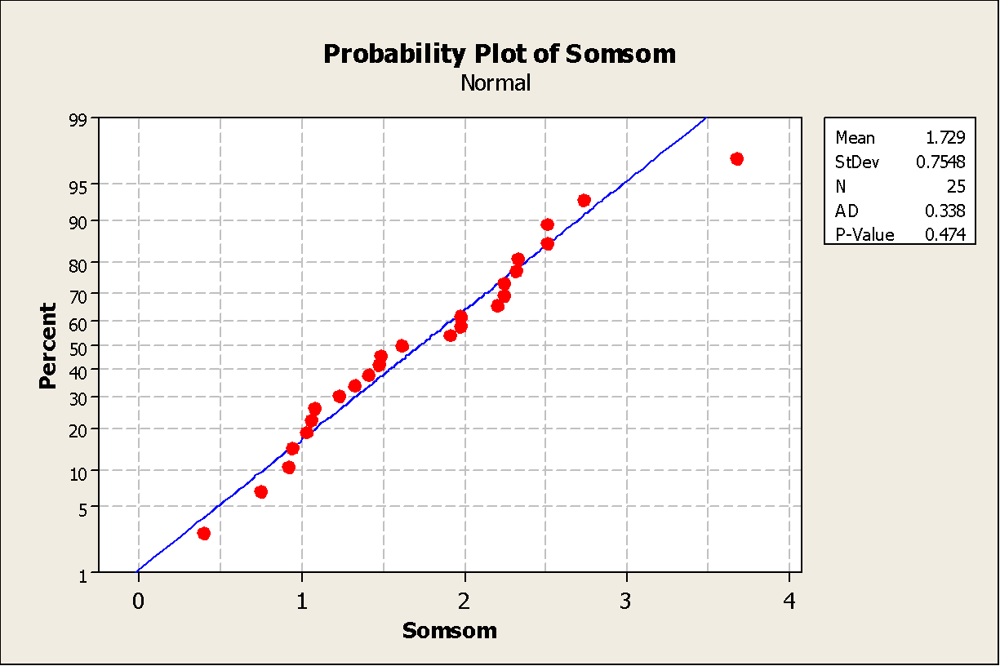 Probability Plot of Somsom
Normal
99
95
90
80
70
60
50
40
30
20
10
5
1
Percent
0 1 2 3 4
Somsom
Mean 1.729
StDev 0.7548
N 25
AD 0.338
P-Value 0.474